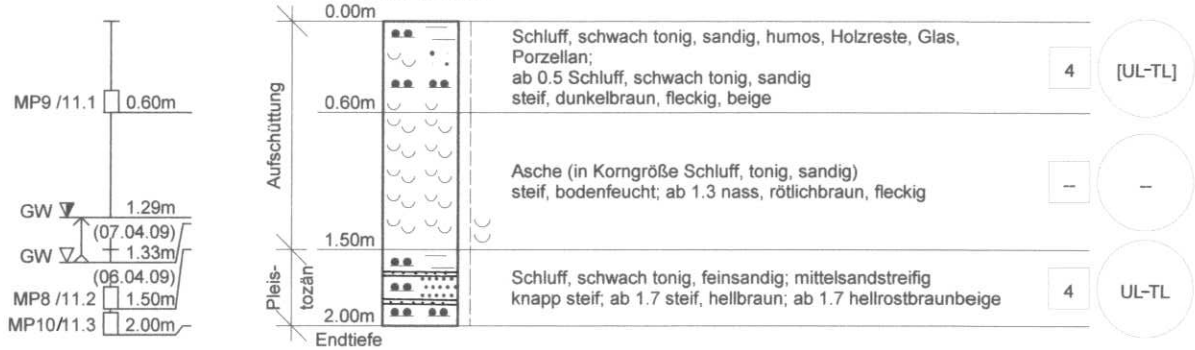 0.00m
Schluff, schwach tonig, sandig, humos, Holzreste, Glas,
Porzellan;
ab 0.5 Schluff, schwach tonig, sandig
steif, dunkelbraun, fleckig, beige
4
[UL-TL]
MP9 /11.1 0.60m
0.60m
Aufschüttung
Asche (in Korngröße Schluff, tonig, sandig)
steif, bodenfeucht; ab 1.3 nass, rötlichbraun, fleckig
--
--
GW 1.29m
(07.04.09)
GW 1.33m
(06.04.09)
1.50m
Pleis-
tozän
Schluff, schwach tonig, feinsandig; mittelsandstreifig
knapp steif; ab 1.7 steif, hellbraun; ab 1.7 hellrostbraunbeige
4
UL-TL
MP8 /11.2 1.50m
MP10/11.3 2.00m
2.00m
Endtiefe